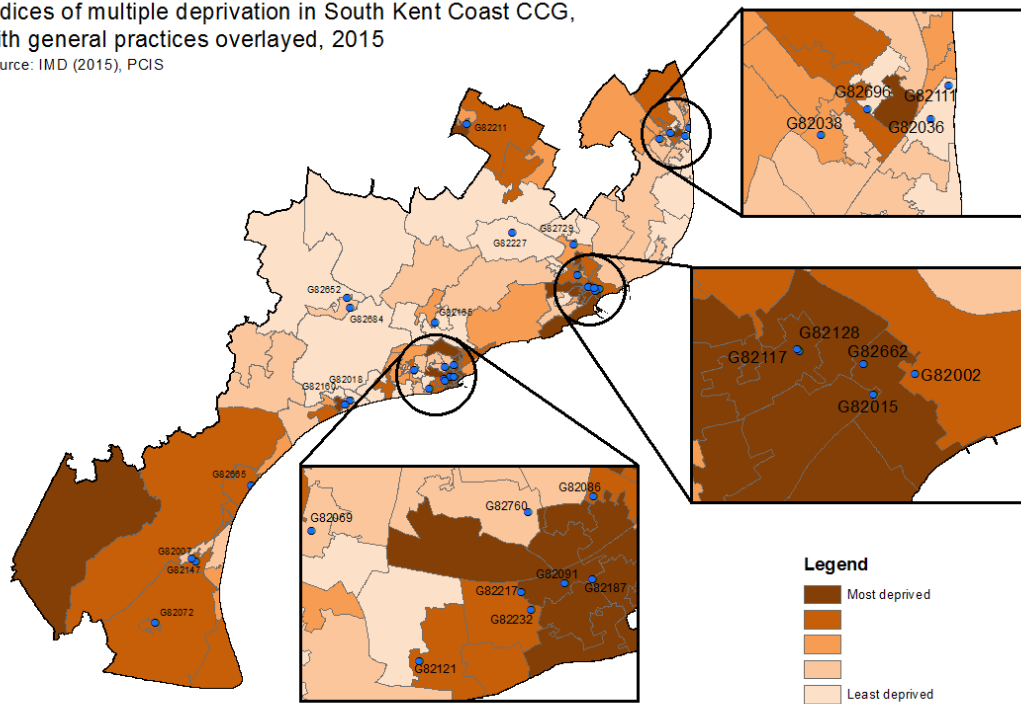 dices of multiple deprivation in South Kent Coast CCG,
ith general practices overlayed, 2015
urce: IMD (2015), PCIS
G82211
G82696
G82111
G82038
G82036
G82227
G82729
G82652
G82684
G82165
G82018
G82160
G82128
G82117
G82662
G82002
G82015
G82665
G82086
G82760
G82069
G82091
G82217
G82187
G82232
G82121
G82007
G82147
G82072
Legend
Most deprived
Least deprived